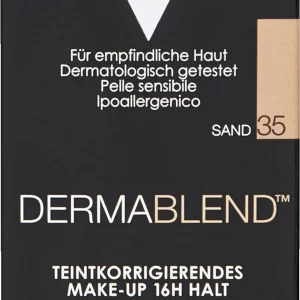 Für empfindliche Haut
Dermatologisch getestet
Pelle sensibile
Ipoallergenico
SAND 35
DERMABLEND™
TEINTKORRIGIERENDES
MAKE-UP 16H HALT